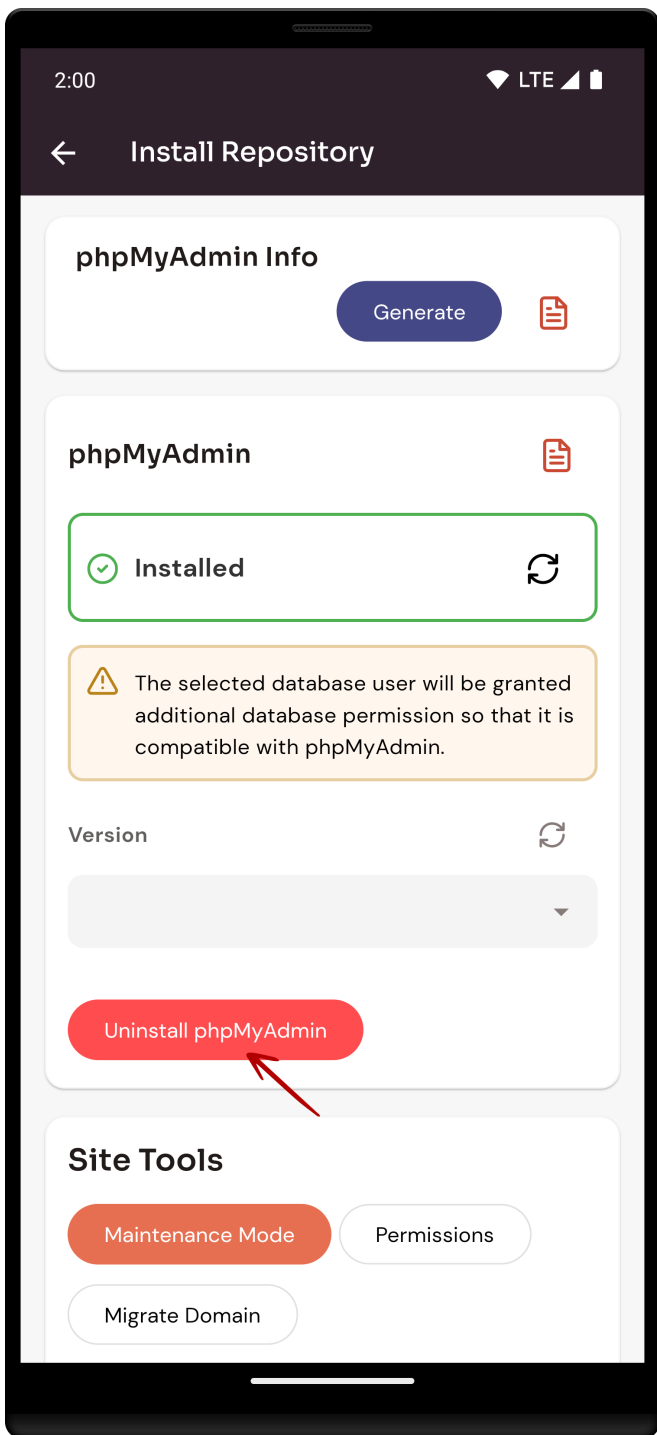 2:00
LTE
Install Repository
phpMyAdmin Info
Generate
phpMyAdmin
Installed
The selected database user will be granted
additional database permission so that it is
compatible with phpMyAdmin.
Version
Uninstall phpMyAdmin
Site Tools
Maintenance Mode
Permissions
Migrate Domain